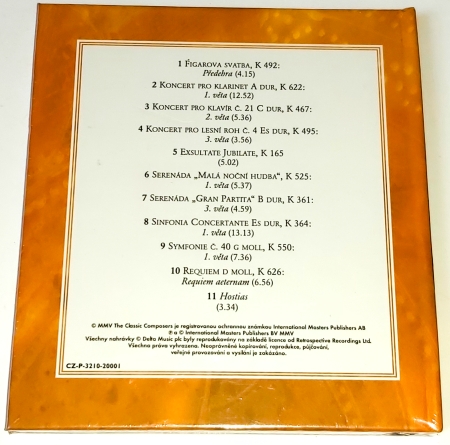 1 Figarova svatba, K 492:
Předehra (4.15)
2 Koncert pro klarinet A dur, K 622:
1. věta (12.52)
3 Koncert pro klavír č. 21 C dur, K 467:
2. věta (5.36)
4 Koncert pro lesní roh č. 4 Es dur, K 495:
3. věta (3.56)
5 Exsultate Jubilate, K 165
(5.02)
6 Serenáda „Malá noční hudba", K 525:
1. věta (5.37)
7 Serenáda „Gran Partita" B dur, K 361:
3. věta (4.59)
8 Sinfonia Concertante Es dur, K 364:
1. věta (13.13)
9 Symfonie č. 40 g moll, K 550:
1. věta (7.36)
10 Requiem d moll, K 626:
Requiem aeternam (6.56)
11 Hostias
(3.34)
© MMV The Classic Composers je registrovanou ochrannou známkou International Masters Publishers AB
℗ a © International Masters Publishers BV MMV
Všechny nahrávky © Delta Music plc byly reprodukovány na základě licence od Retrospective Recordings Ltd.
Všechna práva vyhrazena. Neoprávněné kopírování, reprodukce, půjčování,
veřejné provozování a vysílání je zakázáno.
CZ-P-3210-20001